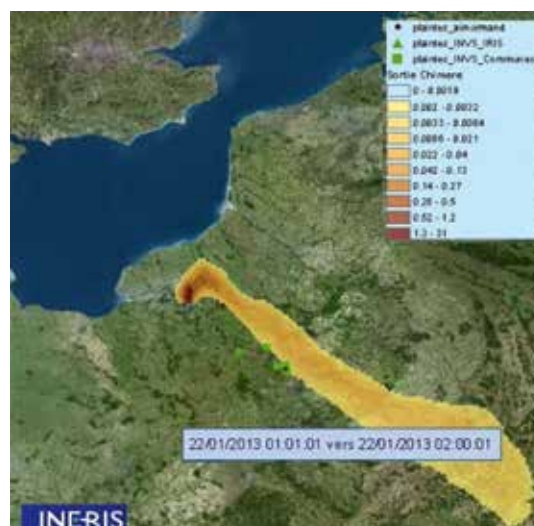 plaintes_airnormand
plaintes_INVS_IRIS
plaintes_INVS_Communes
Sortie Chimere
0 - 0.0019
0.002 - 0.0032
0.0033 - 0.0084
0.0086 - 0.021
0.022 - 0.04
0.042 - 0.13
0.14 - 0.27
0.28 - 0.5
0.52 - 1.2
1.3 - 31
22/01/2013 01:01:01 vers 22/01/2013 02:00:01
INERIS